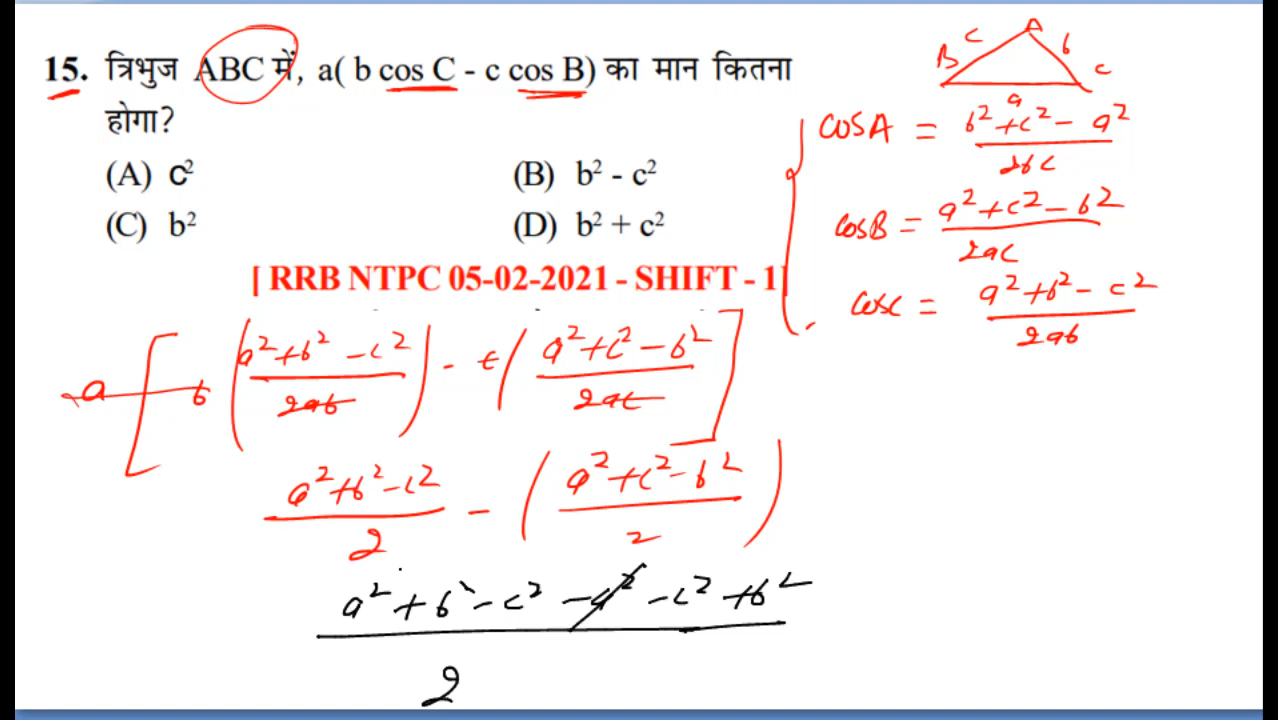 15. त्रिभुज ABC में, a( b cos C - c cos B) का मान कितना
होगा?
(A) c² (B) b² - c²
(C) b² (D) b² + c²
[ RRB NTPC 05-02-2021 - SHIFT - 1]
A
c b
B c
a
cosA = b²+c²-a² / 2bc
cosB = a²+c²-b² / 2ac
cosc = a²+b²-c² / 2ab
a [ b (a²+b²-c² / 2ab) - c (a²+c²-b² / 2ac) ]
a²+b²-c² / 2 - (a²+c²-b² / 2)
a²+b²-c²-a²-c²+b² / 2